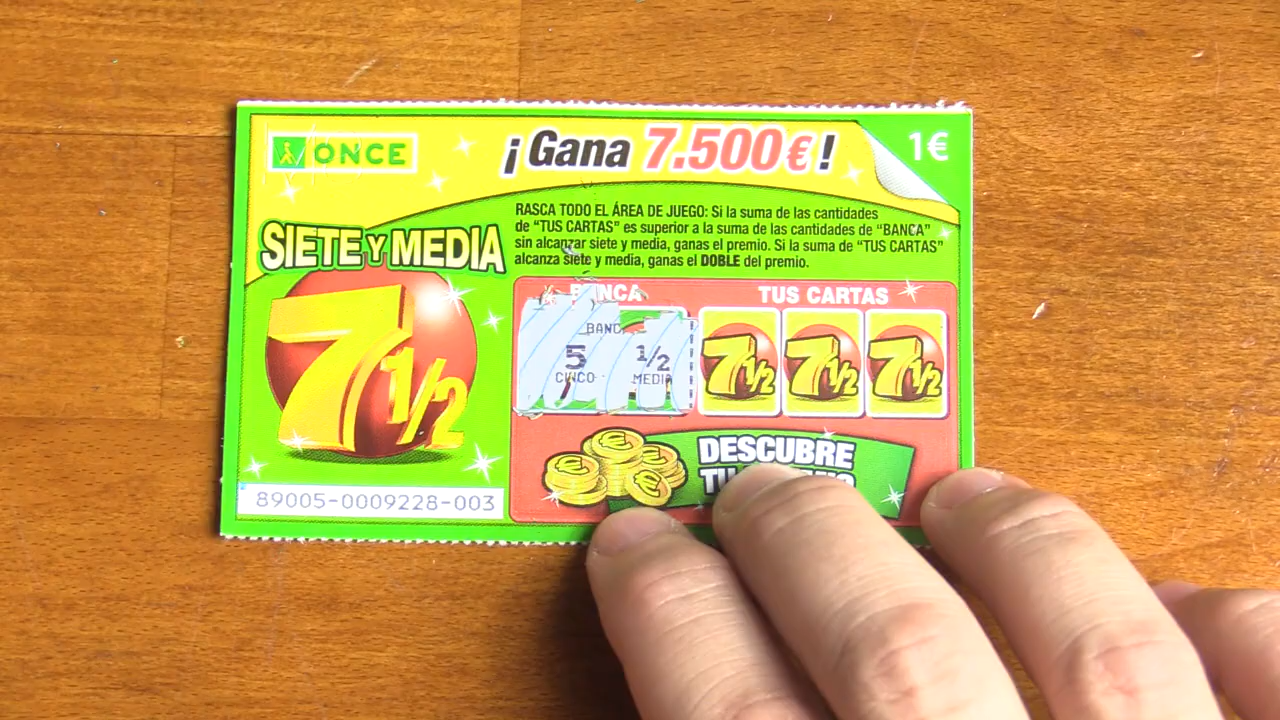 ONCE
¡Gana 7.500€!
1€
SIETE Y MEDIA
RASCA TODO EL ÁREA DE JUEGO: Si la suma de las cantidades
de "TUS CARTAS" es superior a la suma de las cantidades de "BANCA"
sin alcanzar siete y media, ganas el premio. Si la suma de "TUS CARTAS"
alcanza siete y media, ganas el DOBLE del premio.
7 1/2
TUS CARTAS
5
CINCO
1/2
MEDIA
7 1/2
7 1/2
7 1/2
DESCUBRE
TU
89005-0009228-003